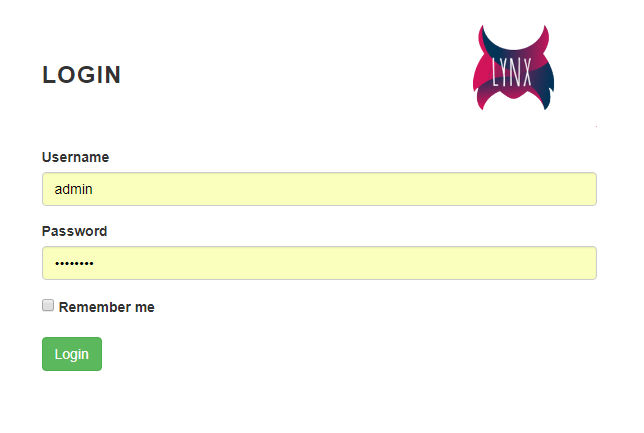 LOGIN
LYNX
Username
admin
Password
••••••••
Remember me
Login